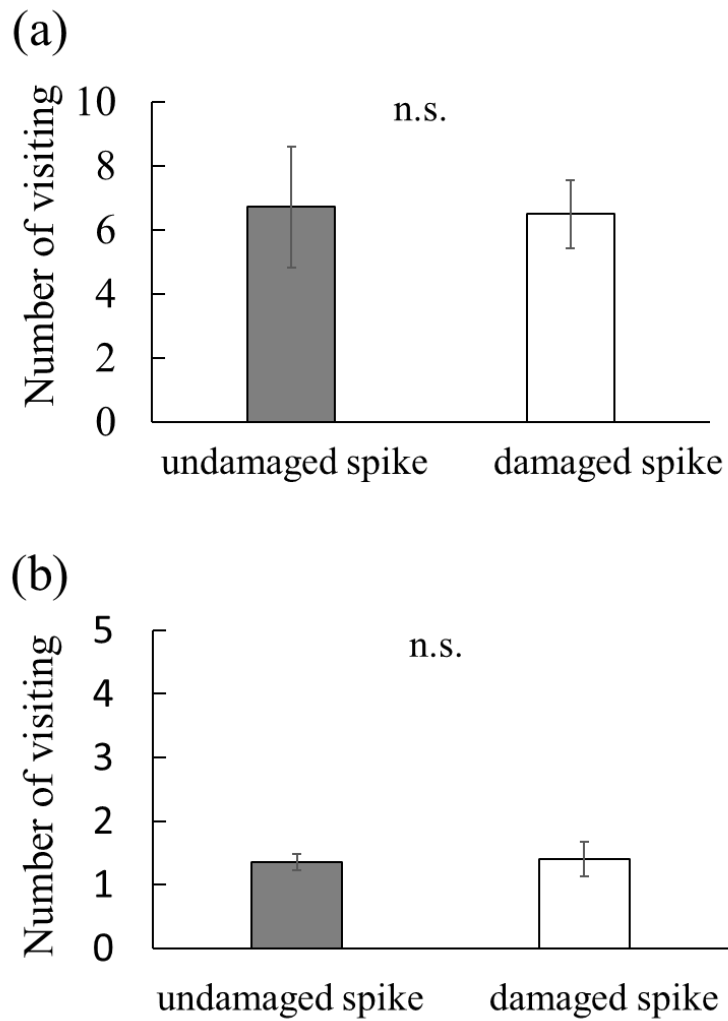 (a)
Number of visiting
10
8
6
4
2
0
n.s.
undamaged spike
damaged spike
(b)
Number of visiting
5
4
3
2
1
0
n.s.
undamaged spike
damaged spike